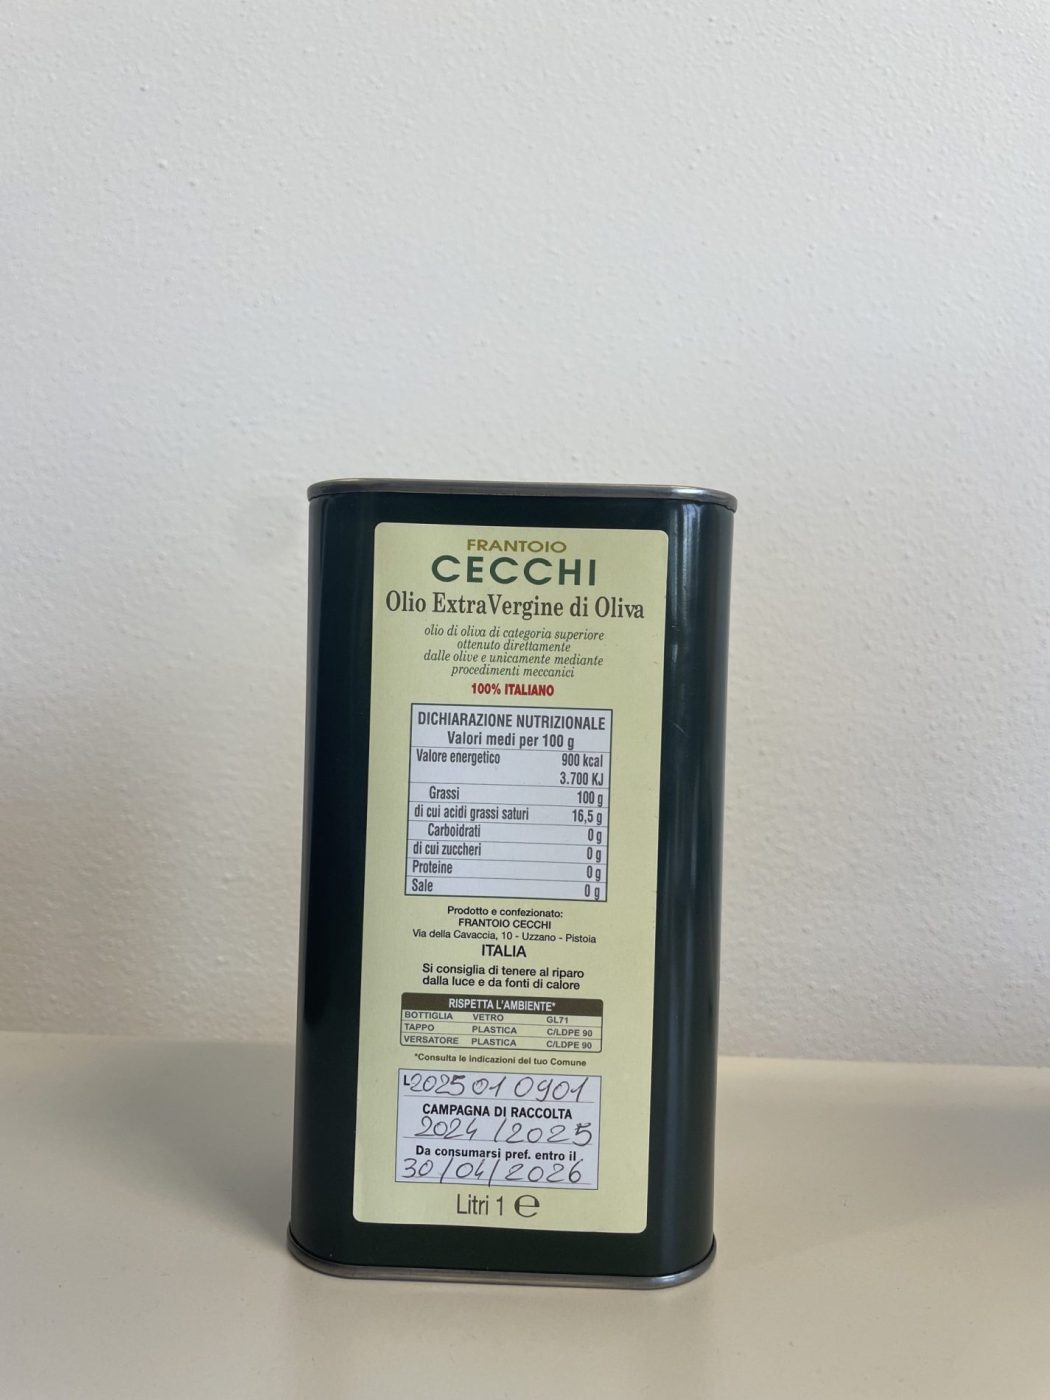 FRANTOIO
CECCHI
Olio ExtraVergine di Oliva
olio di oliva di categoria superiore
ottenuto direttamente
dalle olive e unicamente mediante
procedimenti meccanici
100% ITALIANO
DICHIARAZIONE NUTRIZIONALE
Valori medi per 100 g
Valore energetico 900 kcal
3.700 KJ
Grassi 100 g
di cui acidi grassi saturi 16,5 g
Carboidrati 0 g
di cui zuccheri 0 g
Proteine 0 g
Sale 0 g
Prodotto e confezionato:
FRANTOIO CECCHI
Via della Cavaccia, 10 - Uzzano - Pistoia
ITALIA
Si consiglia di tenere al riparo
dalla luce e da fonti di calore
RISPETTA L'AMBIENTE*
BOTTIGLIA VETRO GL71
TAPPO PLASTICA C/LDPE 90
VERSATORE PLASTICA C/LDPE 90
*Consulta le indicazioni del tuo Comune
L2025 01 0901
CAMPAGNA DI RACCOLTA
2024/2025
Da consumarsi pref. entro il
30/04/2026
Litri 1 e